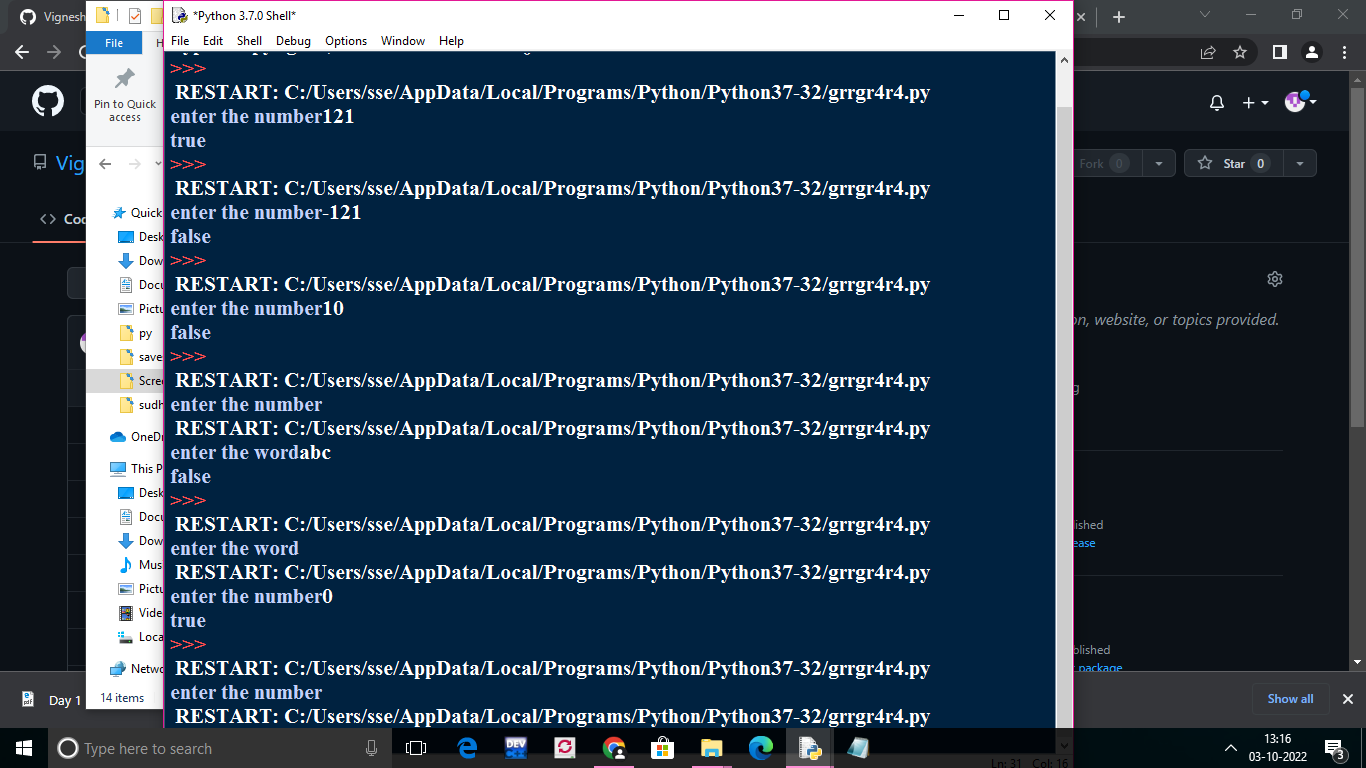 Vignesh
*Python 3.7.0 Shell*
File
File Edit Shell Debug Options Window Help
Pin to Quick
access
>>>
RESTART: C:/Users/sse/AppData/Local/Programs/Python/Python37-32/grrgr4r4.py
enter the number121
true
>>>
RESTART: C:/Users/sse/AppData/Local/Programs/Python/Python37-32/grrgr4r4.py
enter the number-121
false
>>>
RESTART: C:/Users/sse/AppData/Local/Programs/Python/Python37-32/grrgr4r4.py
enter the number10
false
>>>
RESTART: C:/Users/sse/AppData/Local/Programs/Python/Python37-32/grrgr4r4.py
enter the number
RESTART: C:/Users/sse/AppData/Local/Programs/Python/Python37-32/grrgr4r4.py
enter the wordabc
false
>>>
RESTART: C:/Users/sse/AppData/Local/Programs/Python/Python37-32/grrgr4r4.py
enter the word
RESTART: C:/Users/sse/AppData/Local/Programs/Python/Python37-32/grrgr4r4.py
enter the number0
true
>>>
RESTART: C:/Users/sse/AppData/Local/Programs/Python/Python37-32/grrgr4r4.py
enter the number
RESTART: C:/Users/sse/AppData/Local/Programs/Python/Python37-32/grrgr4r4.py
Vig
<> Cod
Quick
Desk
Dow
Docu
Pictu
py
save
Scre
sudh
OneDr
This P
Desk
Docu
Dow
Mus
Pictu
Vide
Loca
Netwo
14 items
Fork 0
Star 0
on, website, or topics provided.
g
lished
ease
blished
package
Day 1
Show all
Ln: 31 Col: 16
Type here to search
DEV
13:16
03-10-2022
3